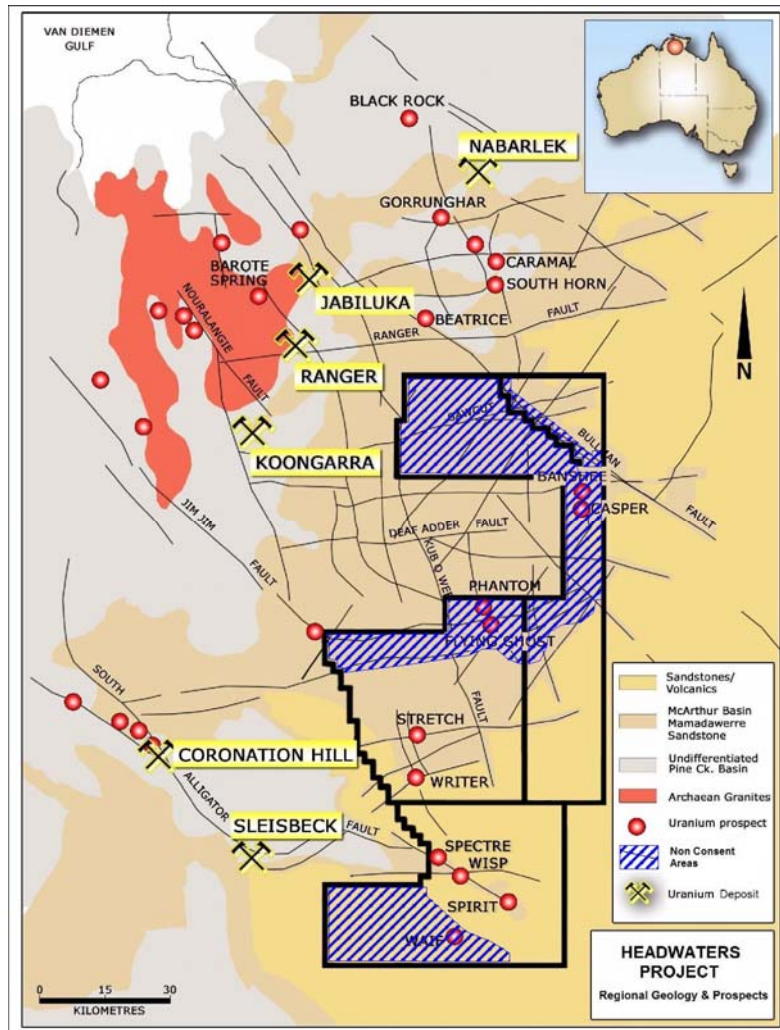 VAN DIEMEN
GULF
BLACK ROCK
NABARLEK
GORRUNGHAR
CARAMAL
SOUTH HORN
BAROTE
SPRING
JABILUKA
BEATRICE
NOURALANGIE
FAULT
RANGER
FAULT
RANGER
N
KOONGARRA
SAWCUT
BULLMAN
FAULT
BANSHEE
CASPER
JIM JIM
FAULT
DEAF ADDER
FAULT
PHANTOM
FLYING GHOST
FAULT
SOUTH
ALLIGATOR
FAULT
STRETCH
CORONATION HILL
WRITER
SLEISBECK
SPECTRE
WISP
SPIRIT
WAIF
Sandstones/
Volcanics
McArthur Basin
Mamadawerre
Sandstone
Undifferentiated
Pine Ck. Basin
Archaean Granites
Uranium prospect
Non Consent
Areas
Uranium Deposit
HEADWATERS
PROJECT
Regional Geology & Prospects
0 15 30
KILOMETRES